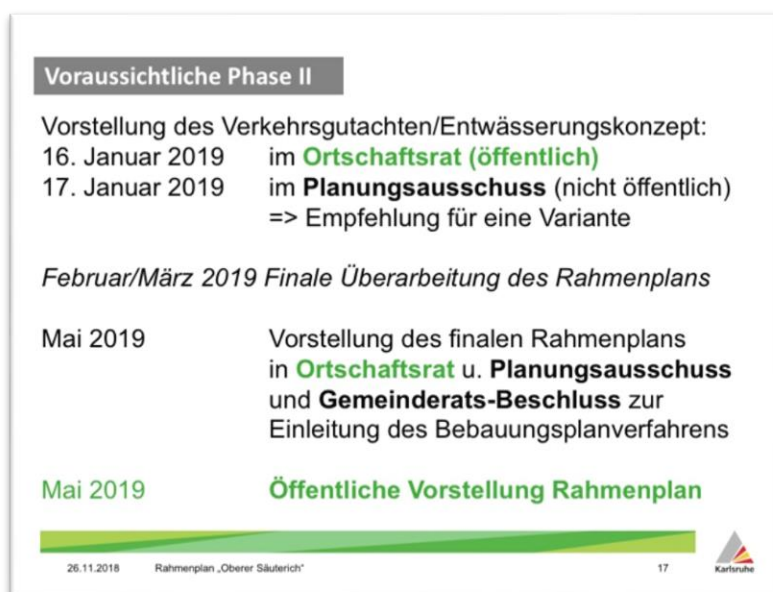 Voraussichtliche Phase II
Vorstellung des Verkehrsgutachten/Entwässerungskonzept:
16. Januar 2019 im Ortschaftsrat (öffentlich)
17. Januar 2019 im Planungsausschuss (nicht öffentlich)
=> Empfehlung für eine Variante
Februar/März 2019 Finale Überarbeitung des Rahmenplans
Mai 2019 Vorstellung des finalen Rahmenplans
in Ortschaftsrat u. Planungsausschuss
und Gemeinderats-Beschluss zur
Einleitung des Bebauungsplanverfahrens
Mai 2019 Öffentliche Vorstellung Rahmenplan
26.11.2018 Rahmenplan „Oberer Säuterich" 17 Karlsruhe